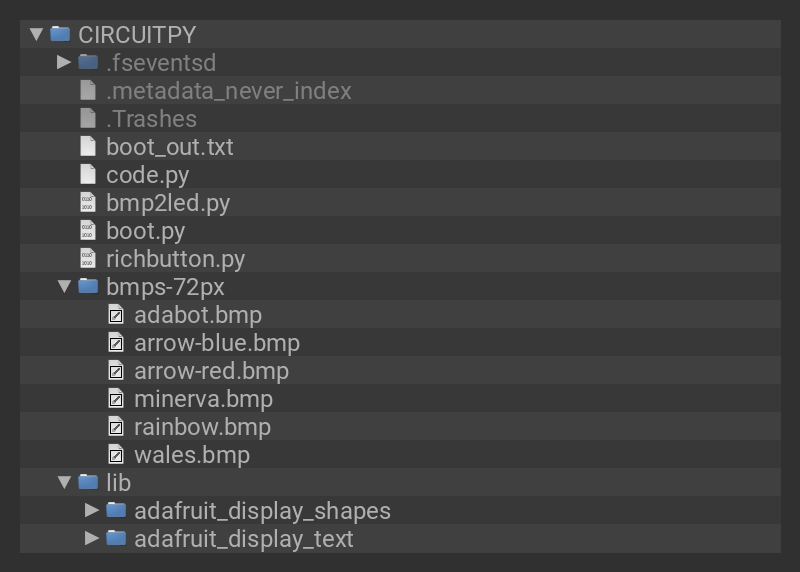 CIRCUITPY
.fseventsd
.metadata_never_index
.Trashes
boot_out.txt
code.py
bmp2led.py
boot.py
richbutton.py
bmps-72px
adabot.bmp
arrow-blue.bmp
arrow-red.bmp
minerva.bmp
rainbow.bmp
wales.bmp
lib
adafruit_display_shapes
adafruit_display_text